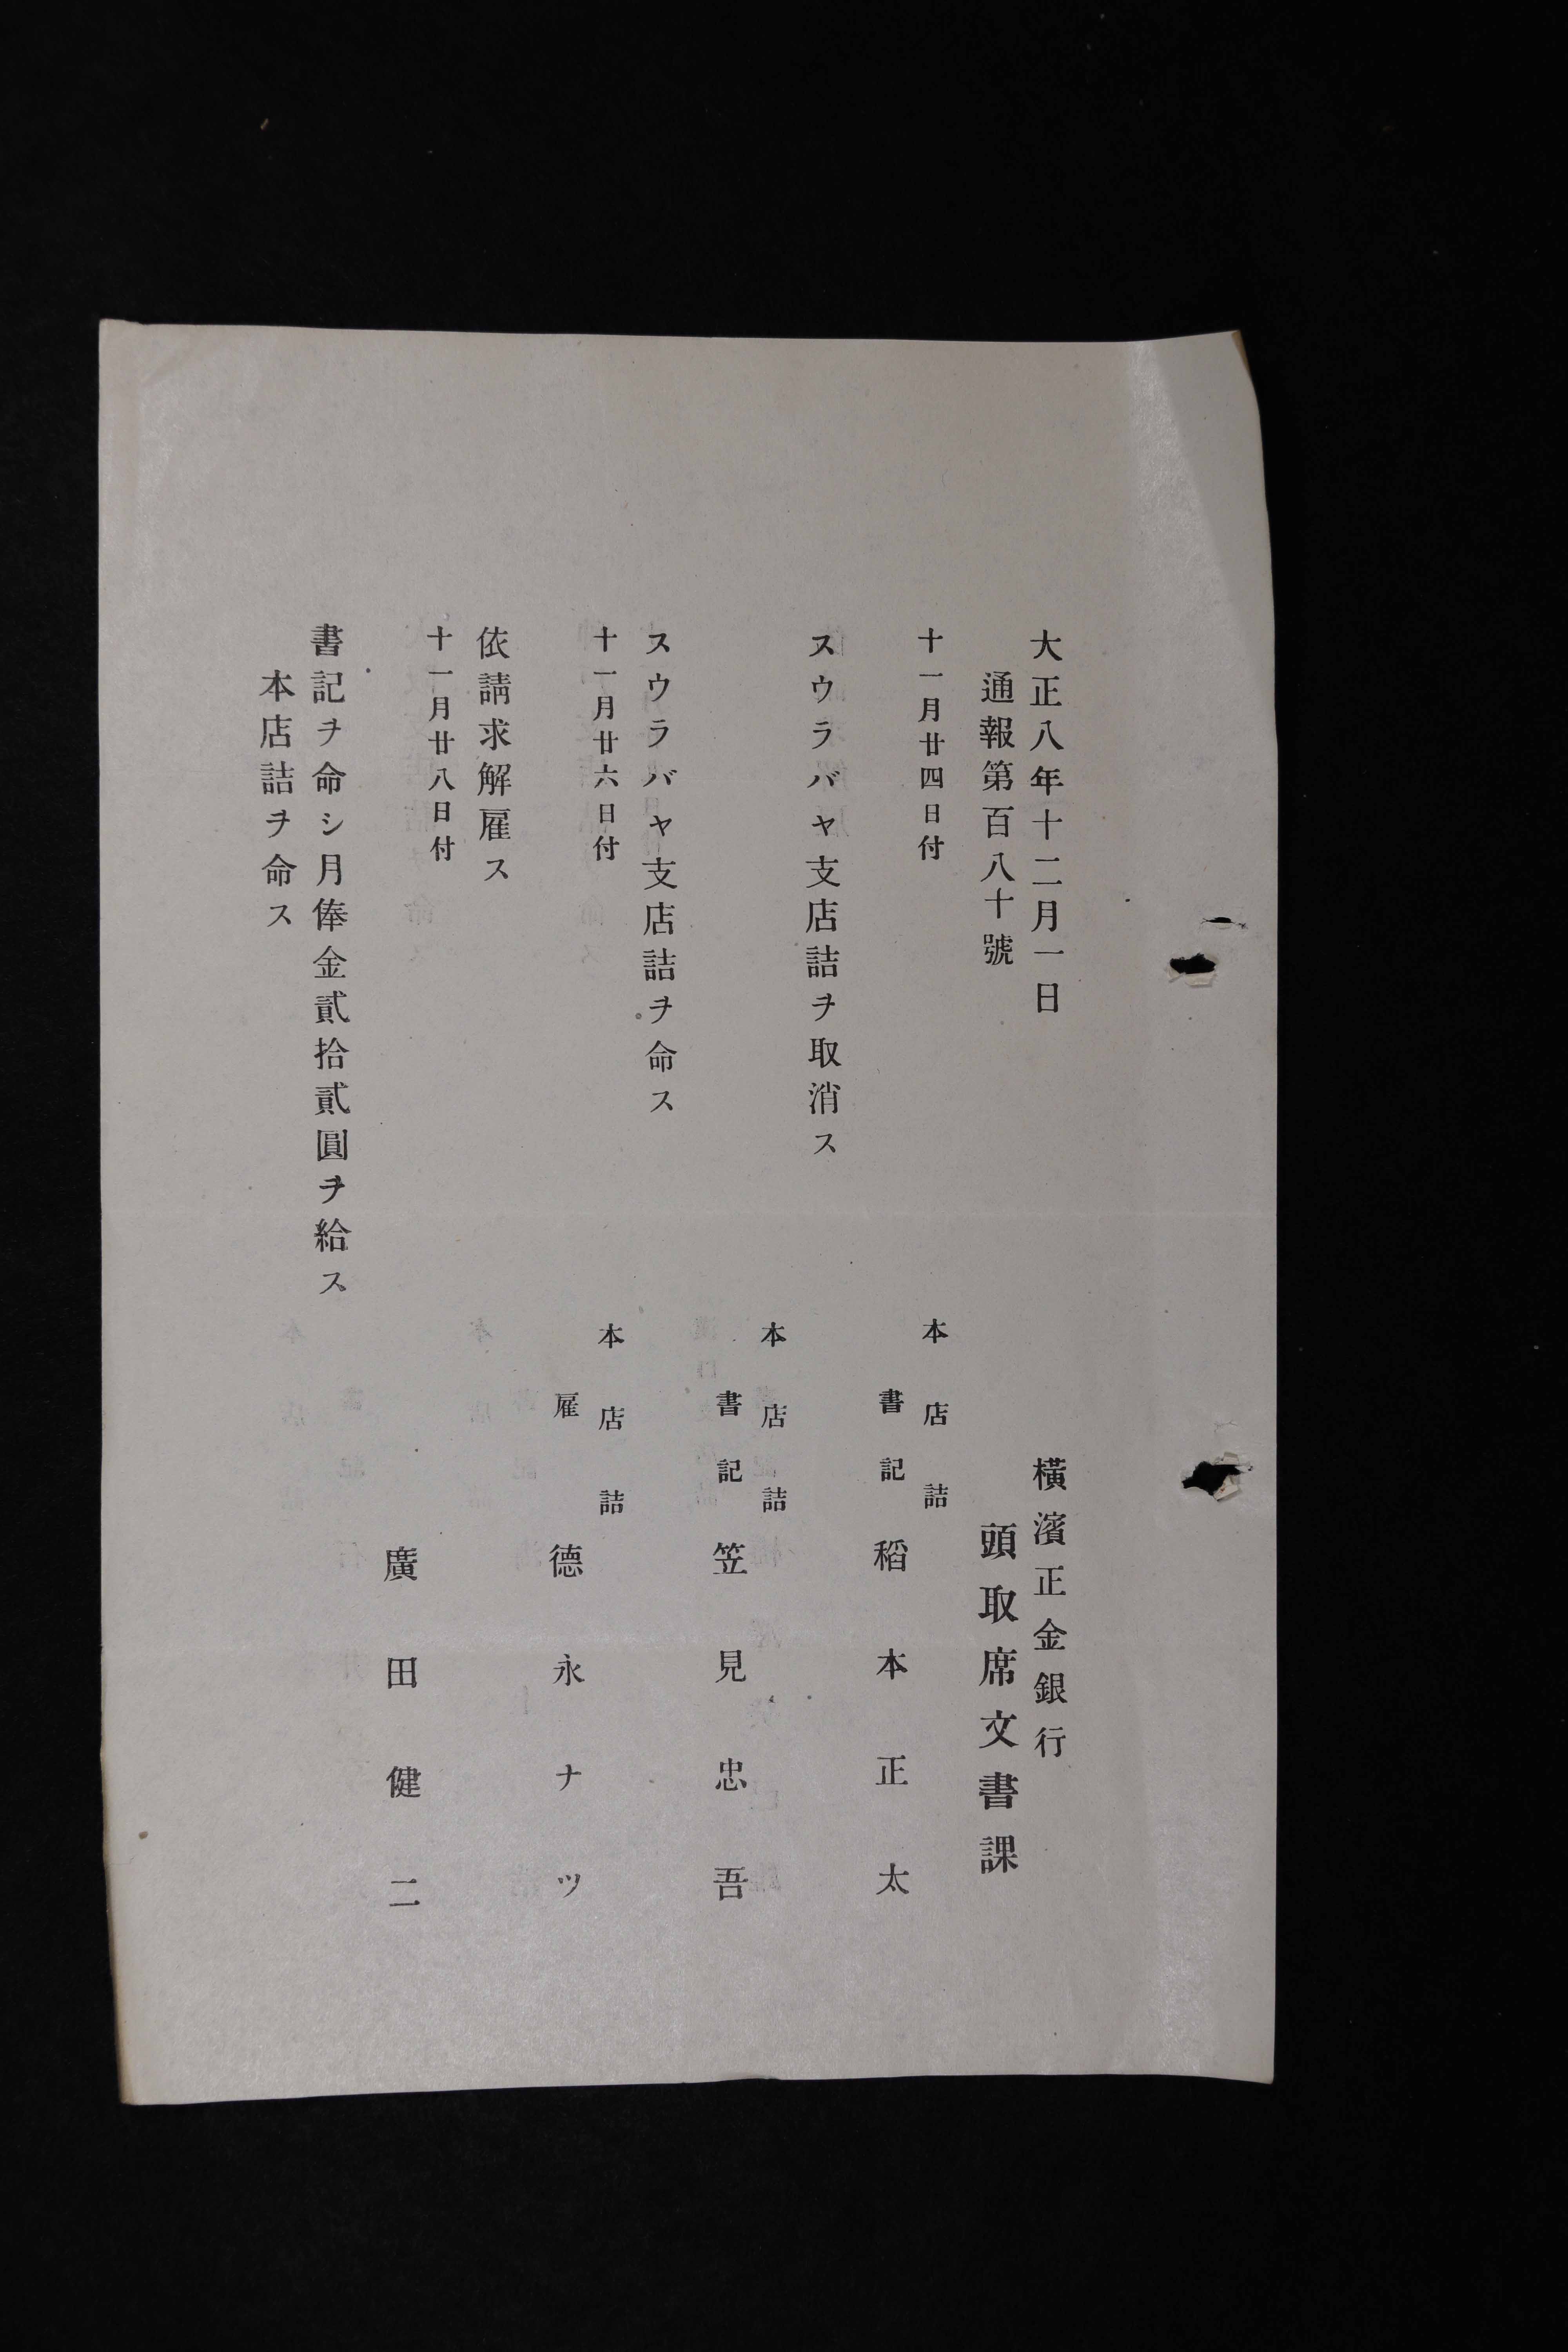 大正八年十二月一日
橫濱正金銀行
通報第百八十號
頭取席文書課
十一月廿四日付
本店詰
書記 稻本正太
スウラバヤ支店詰ヲ取消ス
本店詰
書記 笠見忠吾
スウラバヤ支店詰ヲ命ス
十一月廿六日付
本店詰
雇 德永ナツ
依請求解雇ス
十一月廿八日付
廣田健二
書記ヲ命シ月俸金貳拾貳圓ヲ給ス
本店詰ヲ命ス